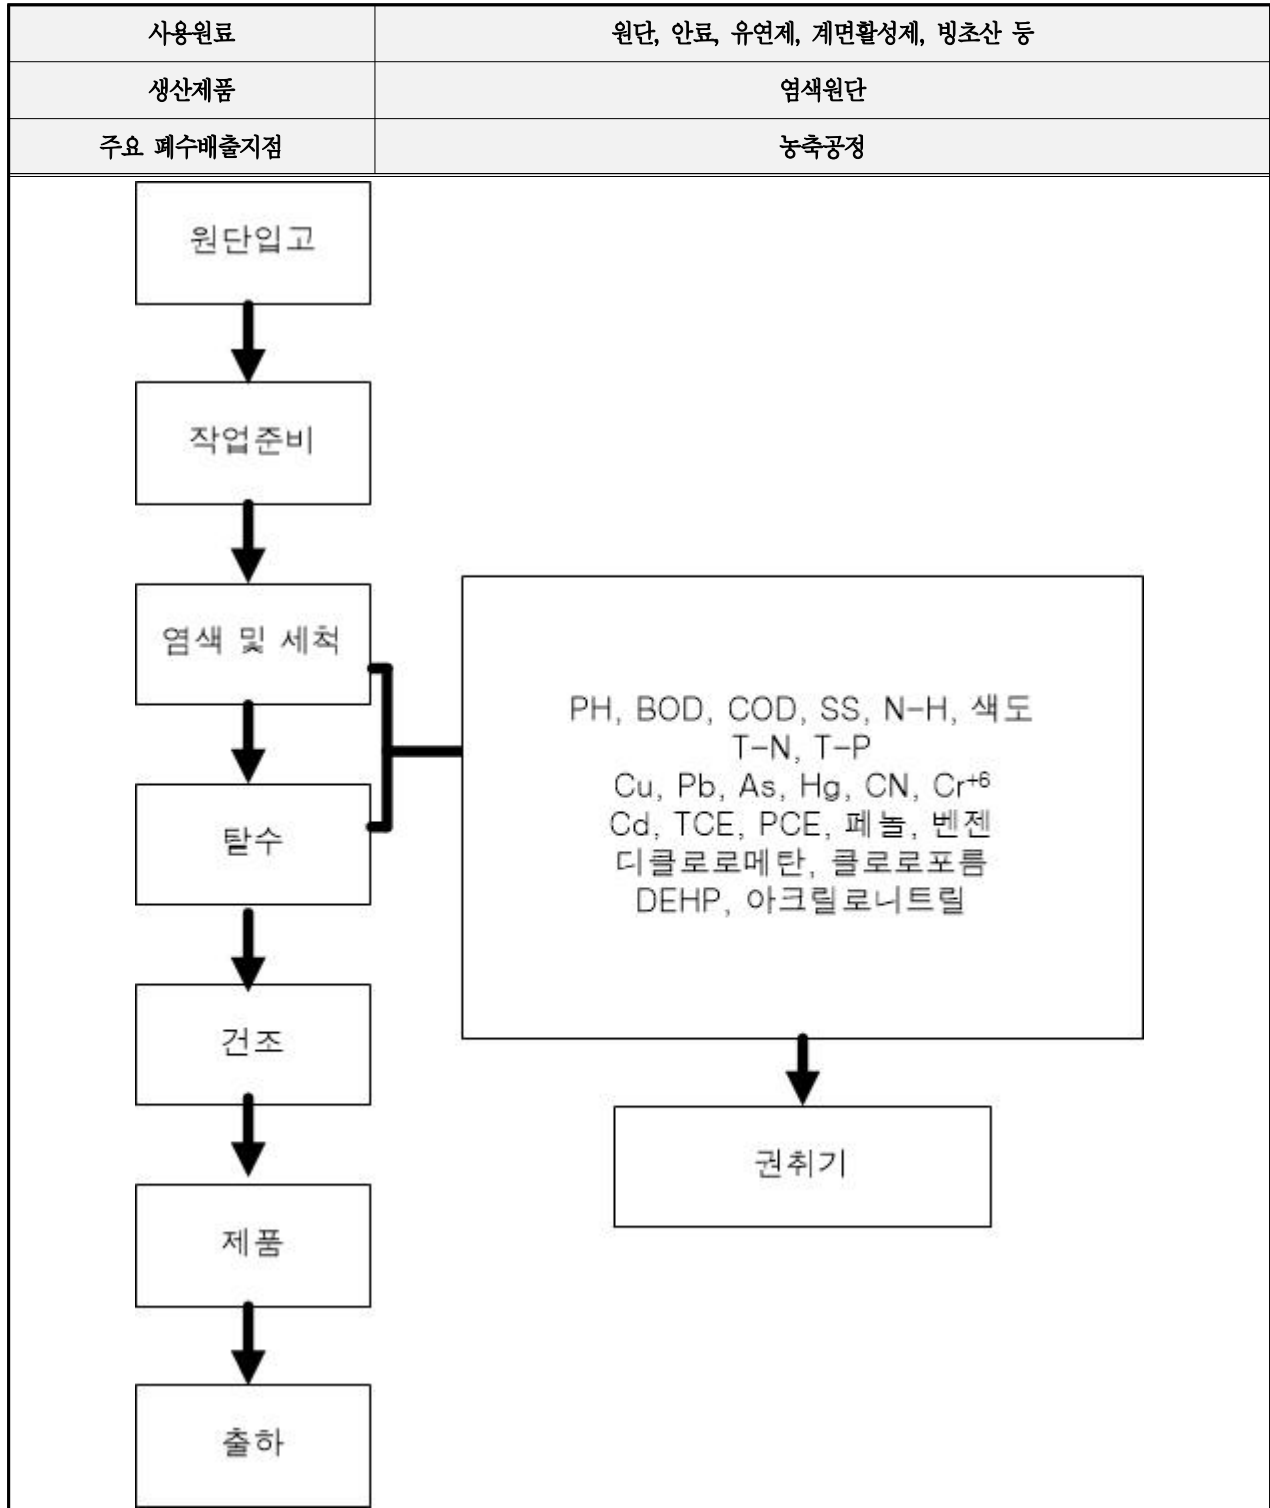 사용원료
원단, 안료, 유연제, 계면활성제, 빙초산 등
생산제품
염색원단
주요 폐수배출지점
농축공정
원단입고
작업준비
염색 및 세척
탈수
건조
제품
출하
PH, BOD, COD, SS, N-H, 색도
T-N, T-P
Cu, Pb, As, Hg, CN, Cr⁺⁶
Cd, TCE, PCE, 페놀, 벤젠
디클로로메탄, 클로로포름
DEHP, 아크릴로니트릴
권취기